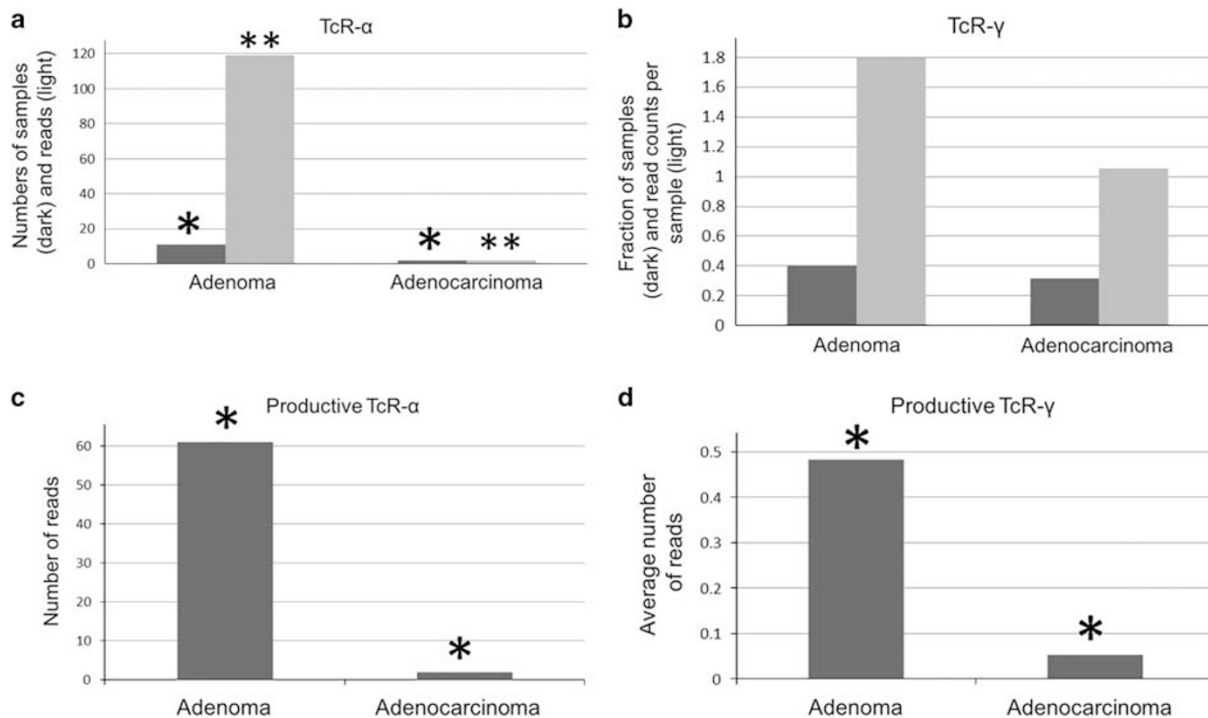 a
TcR-α
Numbers of samples
(dark) and reads (light)
120
100
80
60
40
20
0
*
**
*
**
Adenoma
Adenocarcinoma
b
TcR-γ
Fraction of samples
(dark) and read counts per
sample (light)
1.8
1.6
1.4
1.2
1
0.8
0.6
0.4
0.2
0
Adenoma
Adenocarcinoma
c
Productive TcR-α
Number of reads
60
50
40
30
20
10
0
*
*
Adenoma
Adenocarcinoma
d
Productive TcR-γ
Average number
of reads
0.5
0.4
0.3
0.2
0.1
0
*
*
Adenoma
Adenocarcinoma